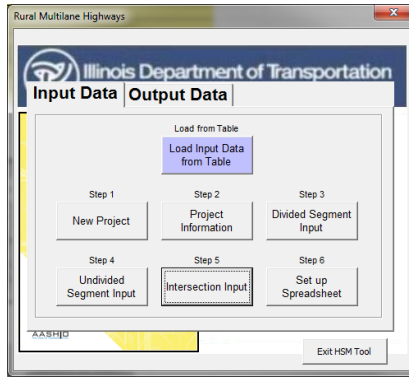 Rural Multilane Highways
Illinois Department of Transportation
Input Data Output Data
Load from Table
Load Input Data
from Table
Step 1 Step 2 Step 3
New Project Project
Information Divided Segment
Input
Step 4 Step 5 Step 6
Undivided
Segment Input Intersection Input Set up
Spreadsheet
AASHTO
Exit HSM Tool